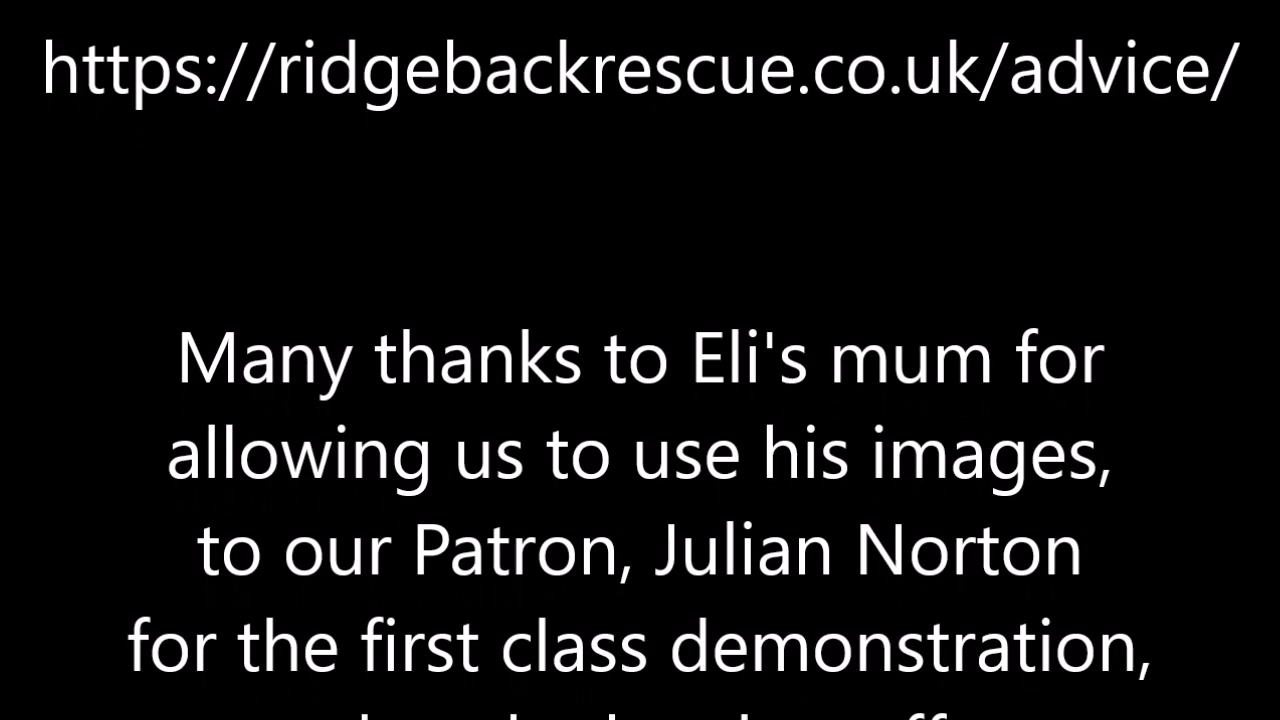 https://ridgebackrescue.co.uk/advice/
Many thanks to Eli's mum for
allowing us to use his images,
to our Patron, Julian Norton
for the first class demonstration,